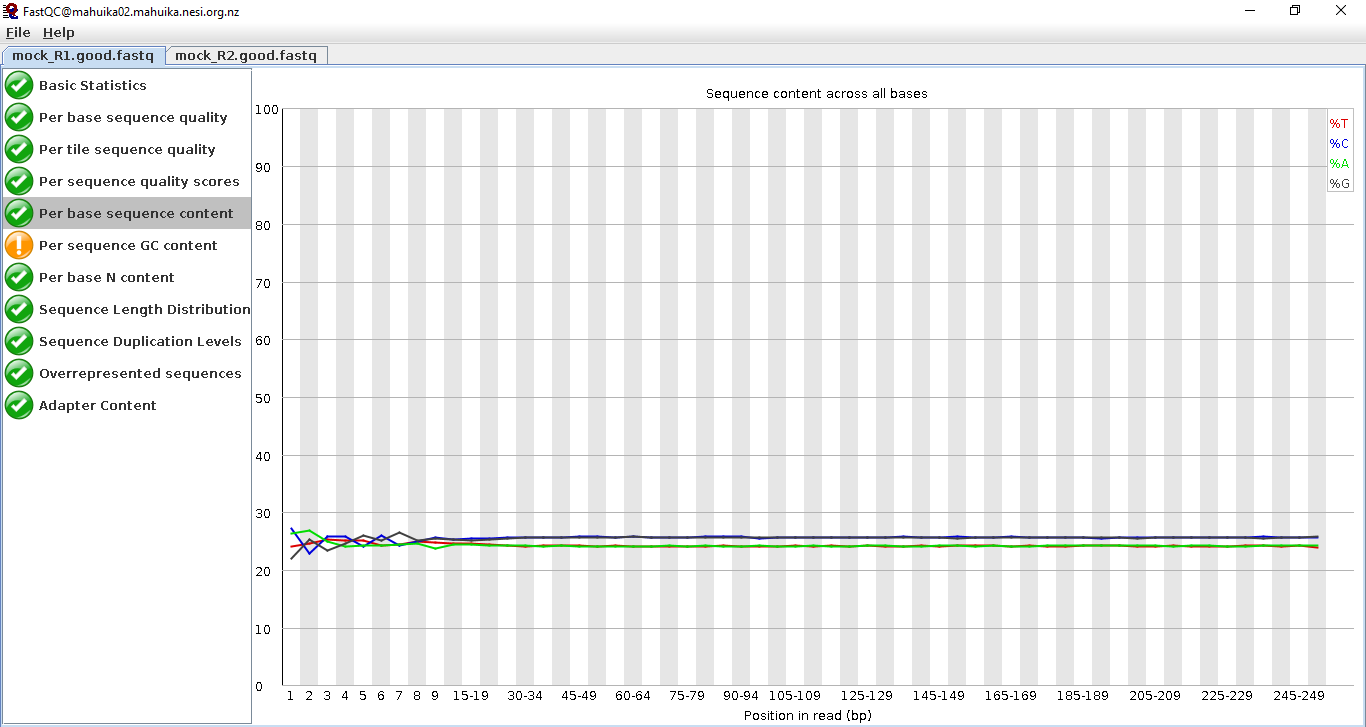 FastQC@mahuika02.mahuika.nesi.org.nz
File Help
mock_R1.good.fastq mock_R2.good.fastq
Basic Statistics
Per base sequence quality
Per tile sequence quality
Per sequence quality scores
Per base sequence content
Per sequence GC content
Per base N content
Sequence Length Distribution
Sequence Duplication Levels
Overrepresented sequences
Adapter Content
Sequence content across all bases
100
90
80
70
60
50
40
30
20
10
0
%T
%C
%A
%G
1 2 3 4 5 6 7 8 9 15-19 30-34 45-49 60-64 75-79 90-94 105-109 125-129 145-149 165-169 185-189 205-209 225-229 245-249
Position in read (bp)